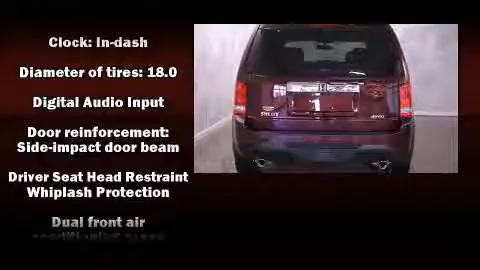 Clock: In-dash
Diameter of tires: 18.0
Digital Audio Input
Door reinforcement:
Side-impact door beam
Driver Seat Head Restraint
Whiplash Protection
Dual front air
PILOT
4WD